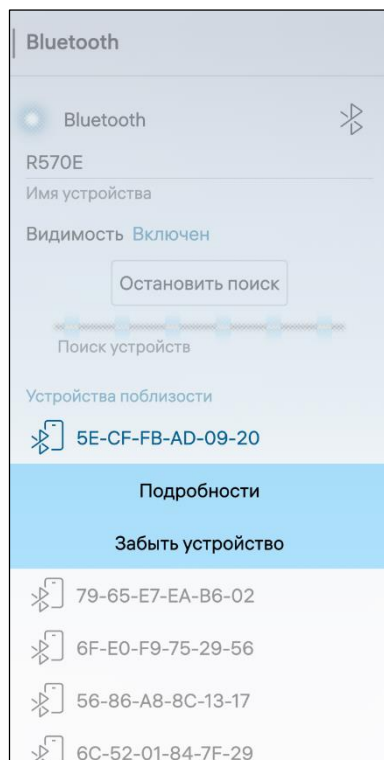 Bluetooth
Bluetooth
R570E
Имя устройства
Видимость Включен
Остановить поиск
Поиск устройств
Устройства поблизости
5E-CF-FB-AD-09-20
Подробности
Забыть устройство
79-65-E7-EA-B6-02
6F-E0-F9-75-29-56
56-86-A8-8C-13-17
6C-52-01-84-7F-29